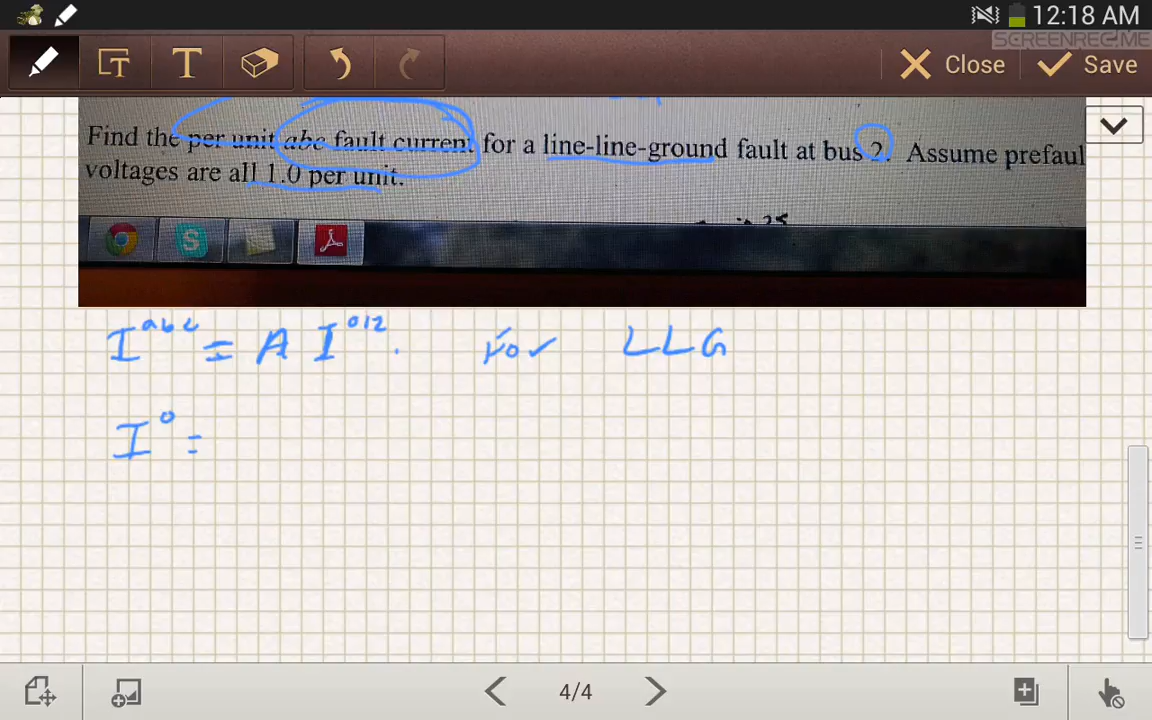 12:18 AM
SCREENREC.ME
T T Close Save
Find the per unit abc fault current for a line-line-ground fault at bus 2. Assume prefaul
voltages are all 1.0 per unit.
I^abc = A I^012. For LLG
I^0 =
4/4